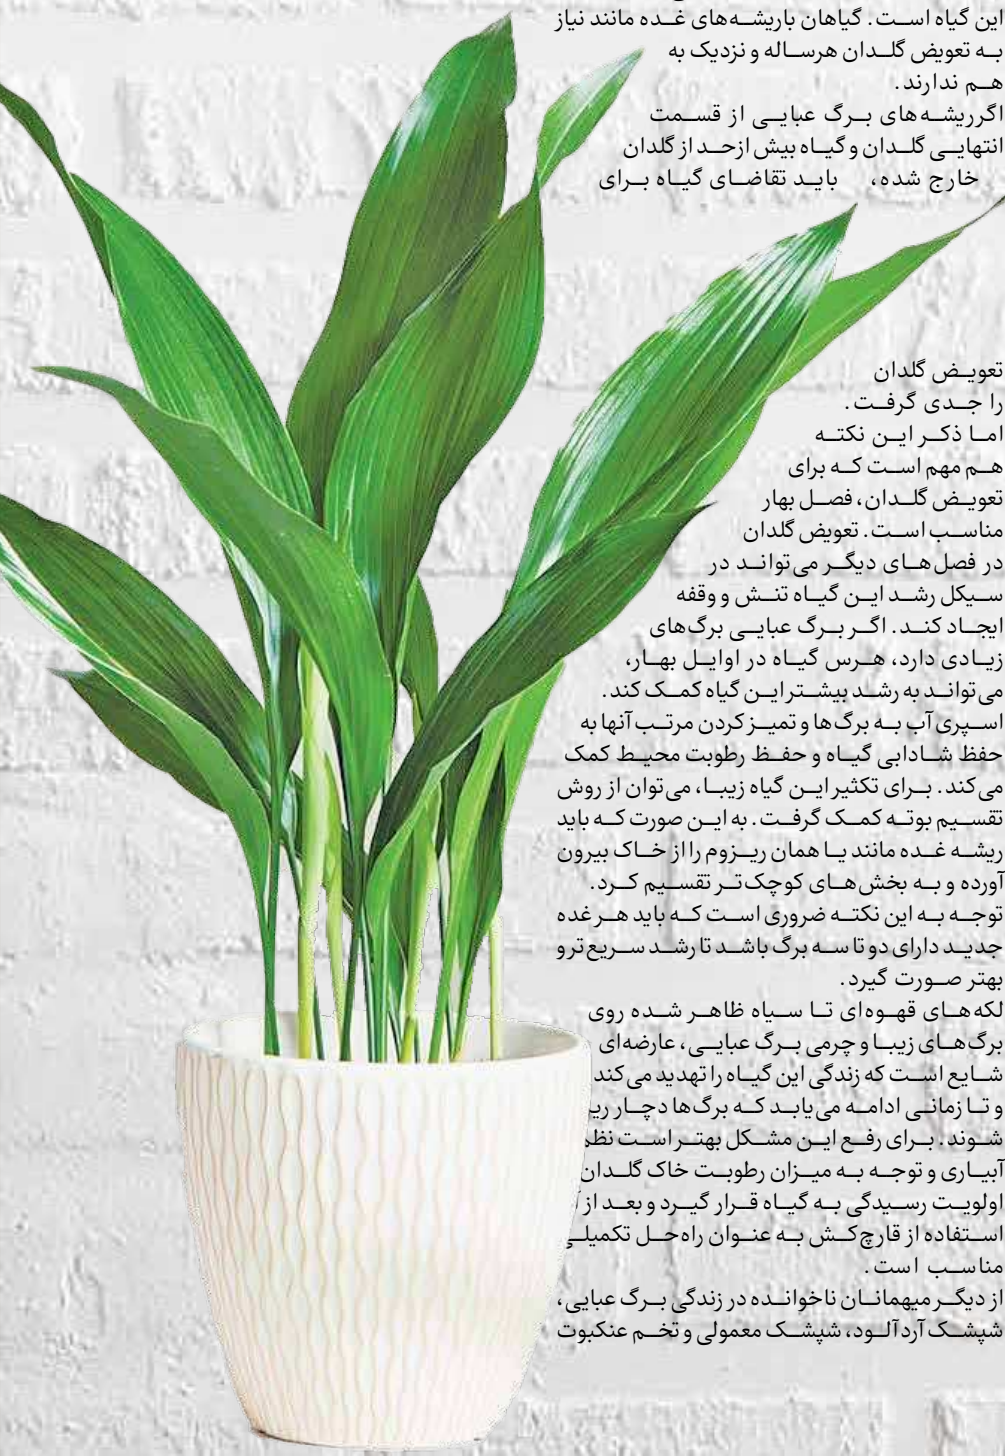 این گیاه است. گیاهان باریشه‌های غده مانند نیاز
به تعویض گلدان هرساله و نزدیک به
هم ندارند.
اگرریشه‌های برگ عبایی از قسمت
انتهایی گلدان و گیاه بیش ازحد از گلدان
خارج شده، باید تقاضای گیاه برای
تعویض گلدان
را جدی گرفت.
اما ذکر این نکته
هم مهم است که برای
تعویض گلدان، فصل بهار
مناسب است. تعویض گلدان
در فصل‌های دیگر می‌تواند در
سیکل رشد این گیاه تنش و وقفه
ایجاد کند. اگر برگ عبایی برگ‌های
زیادی دارد، هرس گیاه در اوایل بهار،
می‌تواند به رشد بیشتر این گیاه کمک کند.
اسپری آب به برگ‌ها و تمیز کردن مرتب آنها به
حفظ شادابی گیاه و حفظ رطوبت محیط کمک
می‌کند. برای تکثیر این گیاه زیبا، می‌توان از روش
تقسیم بوته کمک گرفت. به این صورت که باید
ریشه غده مانند یا همان ریزوم را از خاک بیرون
آورده و به بخش‌های کوچک‌تر تقسیم کرد.
توجه به این نکته ضروری است که باید هر غده
جدید دارای دو تا سه برگ باشد تا رشد سریع‌تر و
بهتر صورت گیرد.
لکه‌های قهوه‌ای تا سیاه ظاهر شده روی
برگ‌های زیبا و چرمی برگ عبایی، عارضه‌ای
شایع است که زندگی این گیاه را تهدید می‌کند
و تا زمانی ادامه می‌یابد که برگ‌ها دچار
شوند. برای رفع این مشکل بهتر است
آبیاری و توجه به میزان رطوبت خاک گلدان
اولویت رسیدگی به گیاه قرار گیرد و بعد از
استفاده از قارچ‌کش به عنوان راه‌حل تکمیلی
مناسب است.
از دیگر میهمانان ناخوانده در زندگی برگ عبایی،
شپشک آردآلود، شپشک معمولی و تخم عنکبوت